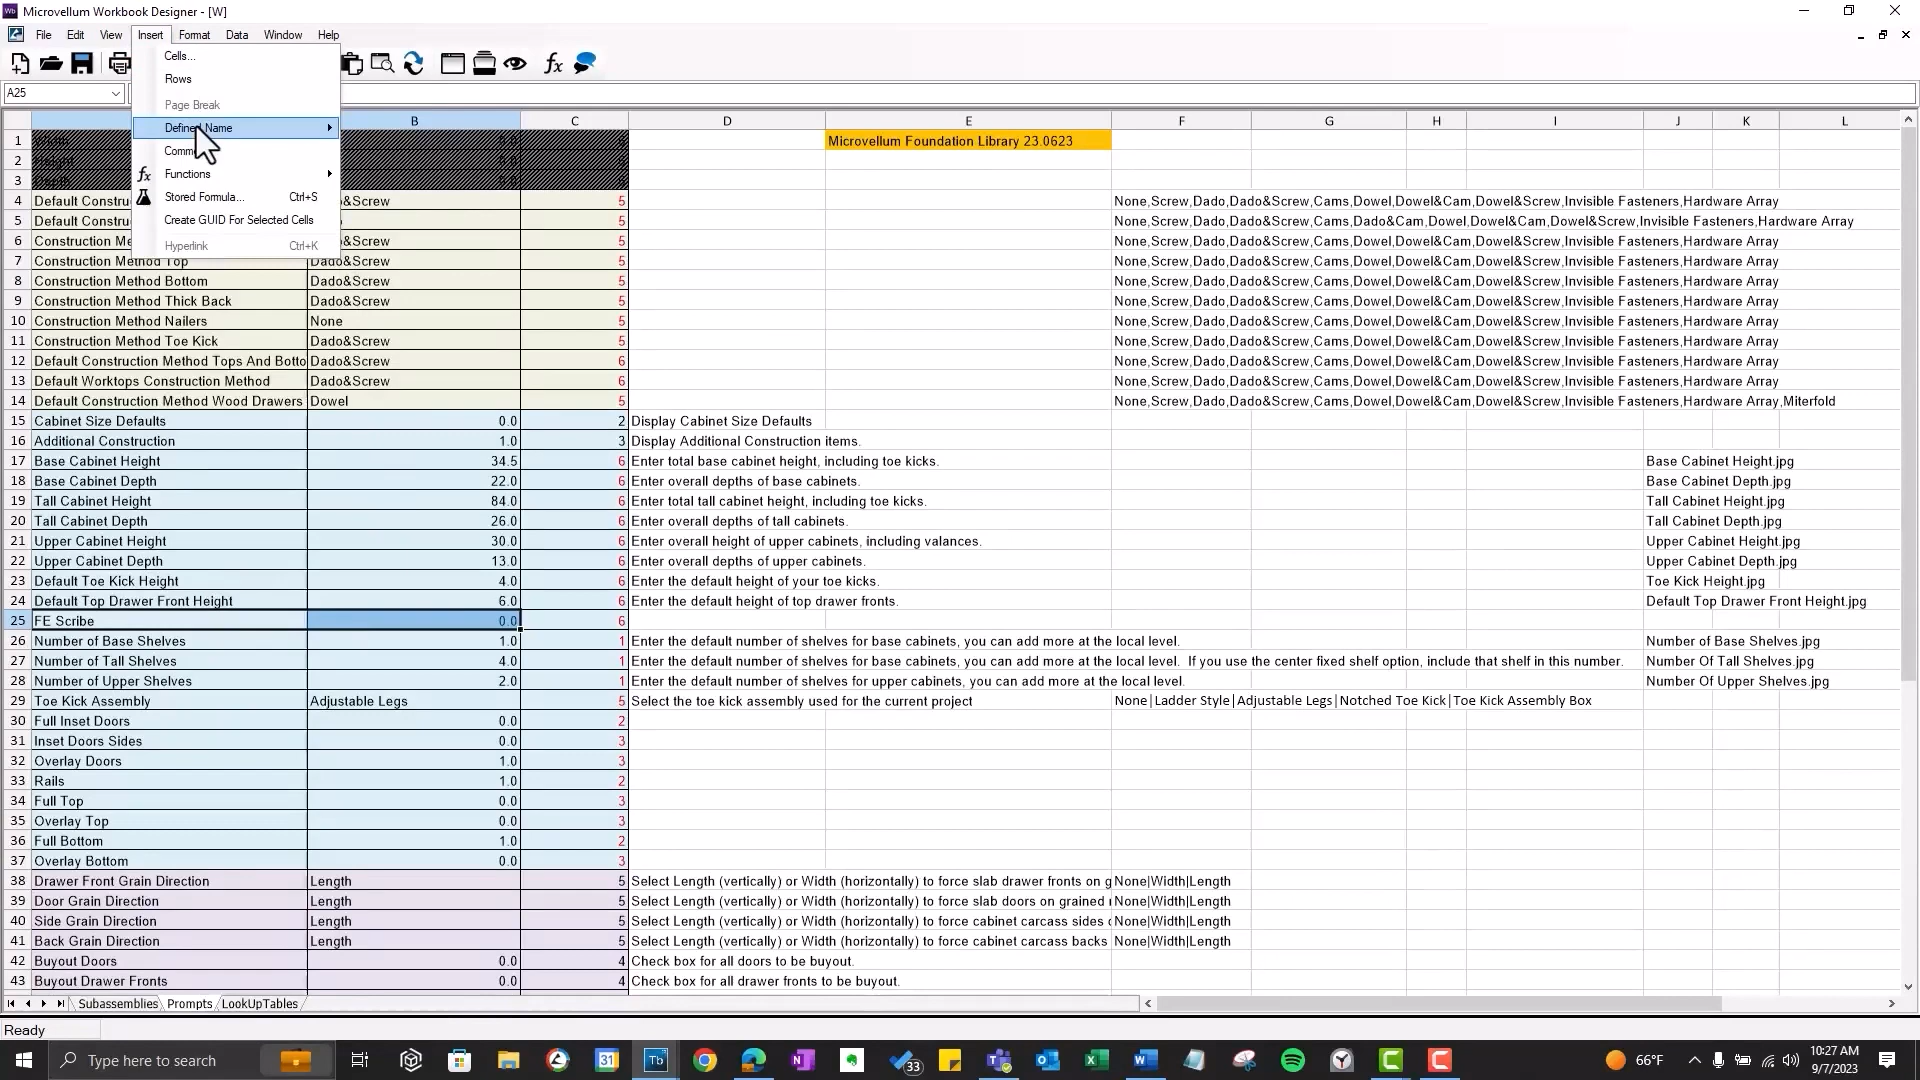 Microvellum Workbook Designer - [W]
File Edit View Insert Format Data Window Help
Cells...
Rows
Page Break
Defined Name
Functions
Stored Formula... Ctrl+S
Create GUID For Selected Cells
Hyperlink Ctrl+K
A25
B C D E F G H I J K L
1 Width 0.0 Microvellum Foundation Library 23.0623
2 Height 0.0
3 Depth 0.0
4 Default Constru &Screw 5 None,Screw,Dado,Dado&Screw,Cams,Dowel,Dowel&Cam,Dowel&Screw,Invisible Fasteners,Hardware Array
5 Default Constru 5 None,Screw,Dado,Dado&Screw,Cams,Dado&Cam,Dowel,Dowel&Cam,Dowel&Screw,Invisible Fasteners,Hardware Array
6 Construction Me &Screw 5 None,Screw,Dado,Dado&Screw,Cams,Dowel,Dowel&Cam,Dowel&Screw,Invisible Fasteners,Hardware Array
7 Construction Method Top Dado&Screw 5 None,Screw,Dado,Dado&Screw,Cams,Dowel,Dowel&Cam,Dowel&Screw,Invisible Fasteners,Hardware Array
8 Construction Method Bottom Dado&Screw 5 None,Screw,Dado,Dado&Screw,Cams,Dowel,Dowel&Cam,Dowel&Screw,Invisible Fasteners,Hardware Array
9 Construction Method Thick Back Dado&Screw 5 None,Screw,Dado,Dado&Screw,Cams,Dowel,Dowel&Cam,Dowel&Screw,Invisible Fasteners,Hardware Array
10 Construction Method Nailers None 5 None,Screw,Dado,Dado&Screw,Cams,Dowel,Dowel&Cam,Dowel&Screw,Invisible Fasteners,Hardware Array
11 Construction Method Toe Kick Dado&Screw 5 None,Screw,Dado,Dado&Screw,Cams,Dowel,Dowel&Cam,Dowel&Screw,Invisible Fasteners,Hardware Array
12 Default Construction Method Tops And Botto Dado&Screw 6 None,Screw,Dado,Dado&Screw,Cams,Dowel,Dowel&Cam,Dowel&Screw,Invisible Fasteners,Hardware Array
13 Default Worktops Construction Method Dado&Screw 6 None,Screw,Dado,Dado&Screw,Cams,Dowel,Dowel&Cam,Dowel&Screw,Invisible Fasteners,Hardware Array
14 Default Construction Method Wood Drawers Dowel 5 None,Screw,Dado,Dado&Screw,Cams,Dowel,Dowel&Cam,Dowel&Screw,Invisible Fasteners,Hardware Array,Miterfold
15 Cabinet Size Defaults 0.0 2 Display Cabinet Size Defaults
16 Additional Construction 1.0 3 Display Additional Construction items.
17 Base Cabinet Height 34.5 6 Enter total base cabinet height, including toe kicks. Base Cabinet Height.jpg
18 Base Cabinet Depth 22.0 6 Enter overall depths of base cabinets. Base Cabinet Depth.jpg
19 Tall Cabinet Height 84.0 6 Enter total tall cabinet height, including toe kicks. Tall Cabinet Height.jpg
20 Tall Cabinet Depth 26.0 6 Enter overall depths of tall cabinets. Tall Cabinet Depth.jpg
21 Upper Cabinet Height 30.0 6 Enter overall height of upper cabinets, including valances. Upper Cabinet Height.jpg
22 Upper Cabinet Depth 13.0 6 Enter overall depths of upper cabinets. Upper Cabinet Depth.jpg
23 Default Toe Kick Height 4.0 6 Enter the default height of your toe kicks. Toe Kick Height.jpg
24 Default Top Drawer Front Height 6.0 6 Enter the default height of top drawer fronts. Default Top Drawer Front Height.jpg
25 FE Scribe 0.0 6
26 Number of Base Shelves 1.0 1 Enter the default number of shelves for base cabinets, you can add more at the local level. Number of Base Shelves.jpg
27 Number of Tall Shelves 4.0 1 Enter the default number of shelves for base cabinets, you can add more at the local level. If you use the center fixed shelf option, include that shelf in this number. Number Of Tall Shelves.jpg
28 Number of Upper Shelves 2.0 1 Enter the default number of shelves for upper cabinets, you can add more at the local level. Number Of Upper Shelves.jpg
29 Toe Kick Assembly Adjustable Legs 5 Select the toe kick assembly used for the current project None|Ladder Style|Adjustable Legs|Notched Toe Kick|Toe Kick Assembly Box
30 Full Inset Doors 0.0 2
31 Inset Doors Sides 0.0 3
32 Overlay Doors 1.0 3
33 Rails 1.0 2
34 Full Top 0.0 3
35 Overlay Top 0.0 3
36 Full Bottom 1.0 2
37 Overlay Bottom 0.0 3
38 Drawer Front Grain Direction Length 5 Select Length (vertically) or Width (horizontally) to force slab drawer fronts on g None|Width|Length
39 Door Grain Direction Length 5 Select Length (vertically) or Width (horizontally) to force slab doors on grained None|Width|Length
40 Side Grain Direction Length 5 Select Length (vertically) or Width (horizontally) to force cabinet carcass sides None|Width|Length
41 Back Grain Direction Length 5 Select Length (vertically) or Width (horizontally) to force cabinet carcass backs None|Width|Length
42 Buyout Doors 0.0 4 Check box for all doors to be buyout.
43 Buyout Drawer Fronts 0.0 4 Check box for all drawer fronts to be buyout.
Subassemblies Prompts LookUpTables
Ready
Type here to search 31 Tb 33 66°F 10:27 AM
9/7/2023